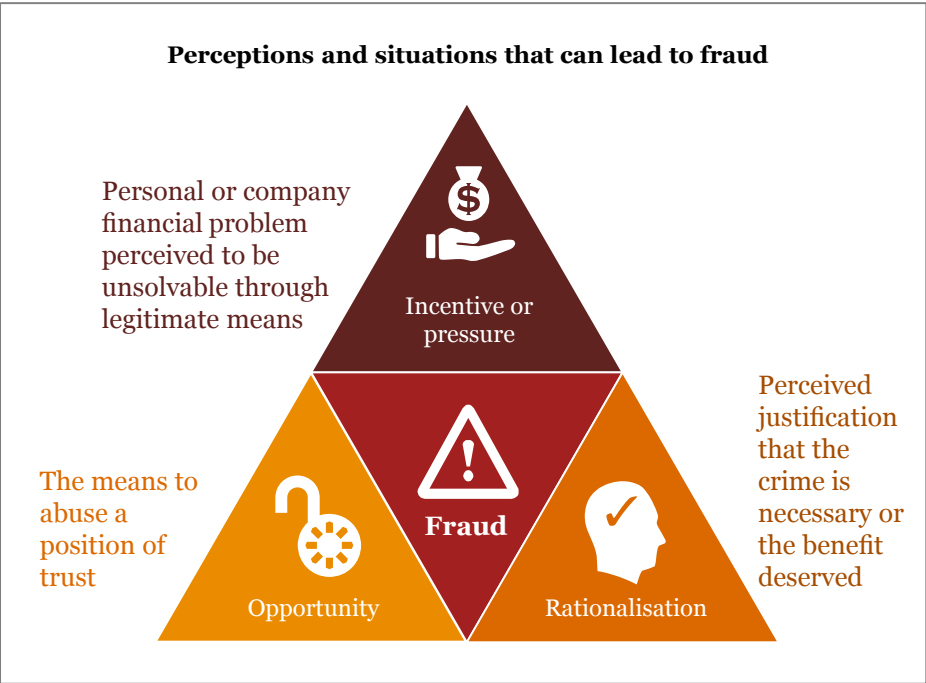 Perceptions and situations that can lead to fraud
Personal or company
financial problem
perceived to be
unsolvable through
legitimate means
$
Incentive or
pressure
The means to
abuse a
position of
trust
Opportunity
!
Fraud
Rationalisation
Perceived
justification
that the
crime is
necessary or
the benefit
deserved